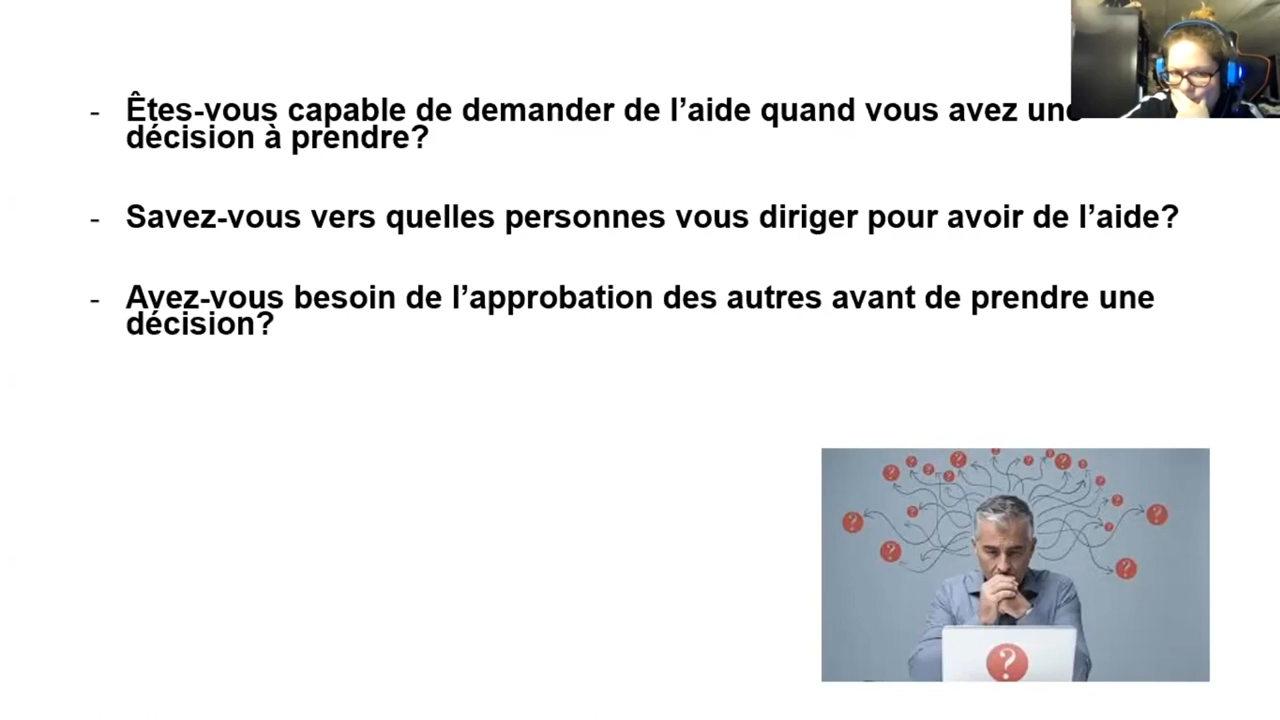 - Êtes-vous capable de demander de l'aide quand vous avez une
décision à prendre?
- Savez-vous vers quelles personnes vous diriger pour avoir de l'aide?
- Avez-vous besoin de l'approbation des autres avant de prendre une
décision?
? ? ? ? ? ? ? ? ? ?
? ? ? ? ?
? ? ?
?